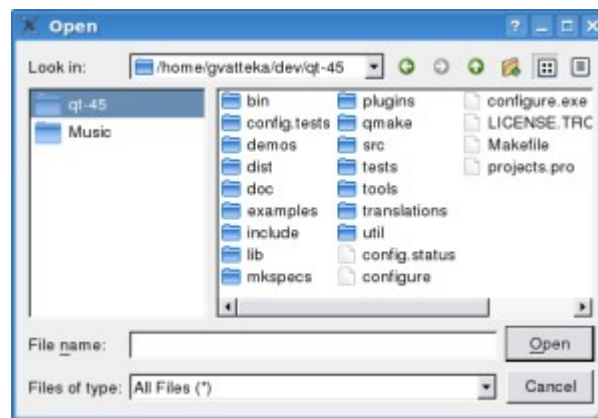 Open
Look in: /home/gvatteka/dev/qt-45
qt-45
Music
bin
config.tests
demos
dist
doc
examples
include
lib
mkspecs
plugins
qmake
src
tests
tools
translations
util
config.status
configure
configure.exe
LICENSE.TRO
Makefile
projects.pro
File name:
Open
Files of type: All Files (*)
Cancel